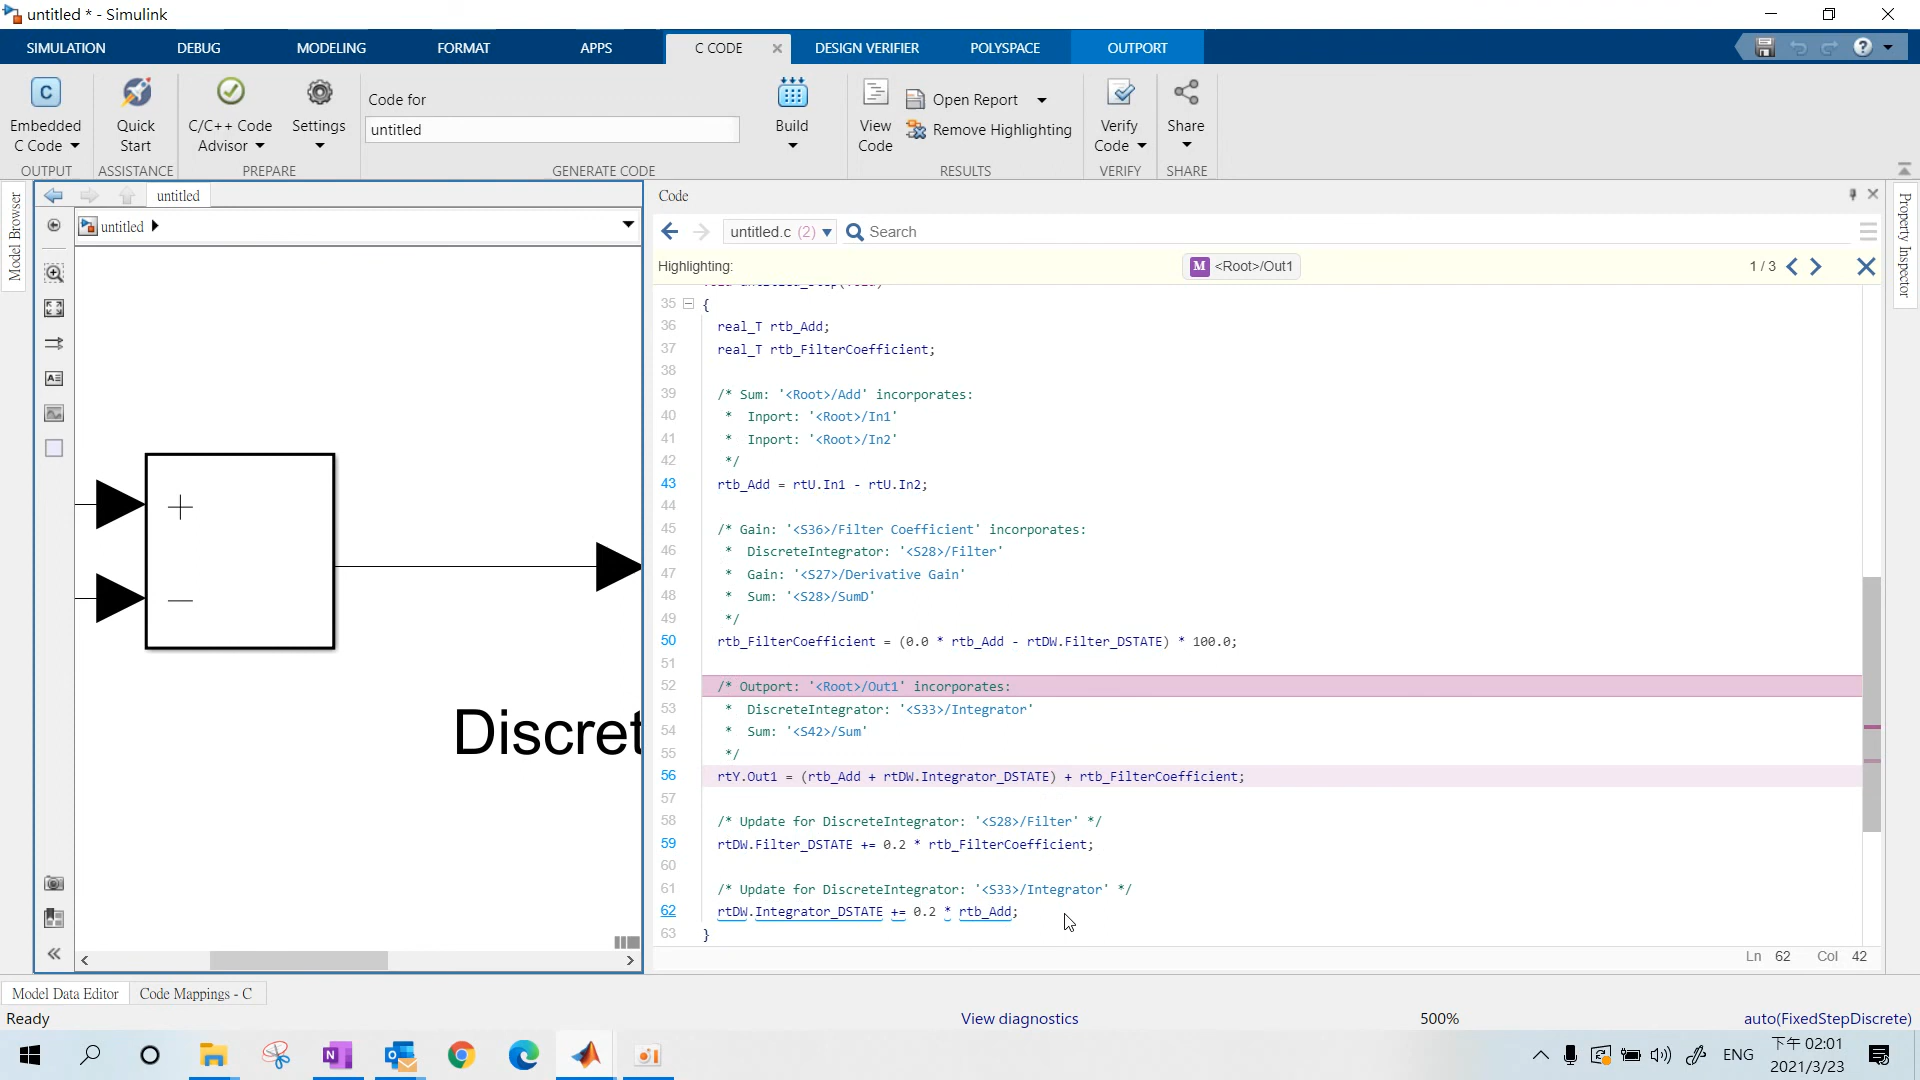 untitled * - Simulink
SIMULATION DEBUG MODELING FORMAT APPS C CODE DESIGN VERIFIER POLYSPACE OUTPORT
Embedded C Code
Quick Start
C/C++ Code Advisor
Settings
Code for
untitled
Build
View Code
Open Report
Remove Highlighting
Verify Code
Share
OUTPUT ASSISTANCE PREPARE GENERATE CODE RESULTS VERIFY SHARE
Model Browser
untitled
untitled
+
−
Discret
Code
untitled.c (2) Search
Highlighting: M <Root>/Out1 1 / 3
35 {
36 real_T rtb_Add;
37 real_T rtb_FilterCoefficient;
38
39 /* Sum: '<Root>/Add' incorporates:
40 * Inport: '<Root>/In1'
41 * Inport: '<Root>/In2'
42 */
43 rtb_Add = rtU.In1 - rtU.In2;
44
45 /* Gain: '<S36>/Filter Coefficient' incorporates:
46 * DiscreteIntegrator: '<S28>/Filter'
47 * Gain: '<S27>/Derivative Gain'
48 * Sum: '<S28>/SumD'
49 */
50 rtb_FilterCoefficient = (0.0 * rtb_Add - rtDW.Filter_DSTATE) * 100.0;
51
52 /* Outport: '<Root>/Out1' incorporates:
53 * DiscreteIntegrator: '<S33>/Integrator'
54 * Sum: '<S42>/Sum'
55 */
56 rtY.Out1 = (rtb_Add + rtDW.Integrator_DSTATE) + rtb_FilterCoefficient;
57
58 /* Update for DiscreteIntegrator: '<S28>/Filter' */
59 rtDW.Filter_DSTATE += 0.2 * rtb_FilterCoefficient;
60
61 /* Update for DiscreteIntegrator: '<S33>/Integrator' */
62 rtDW.Integrator_DSTATE += 0.2 * rtb_Add;
63 }
Ln 62 Col 42
Property Inspector
Model Data Editor Code Mappings - C
Ready View diagnostics 500% auto(FixedStepDiscrete)
ENG
下午 02:01
2021/3/23